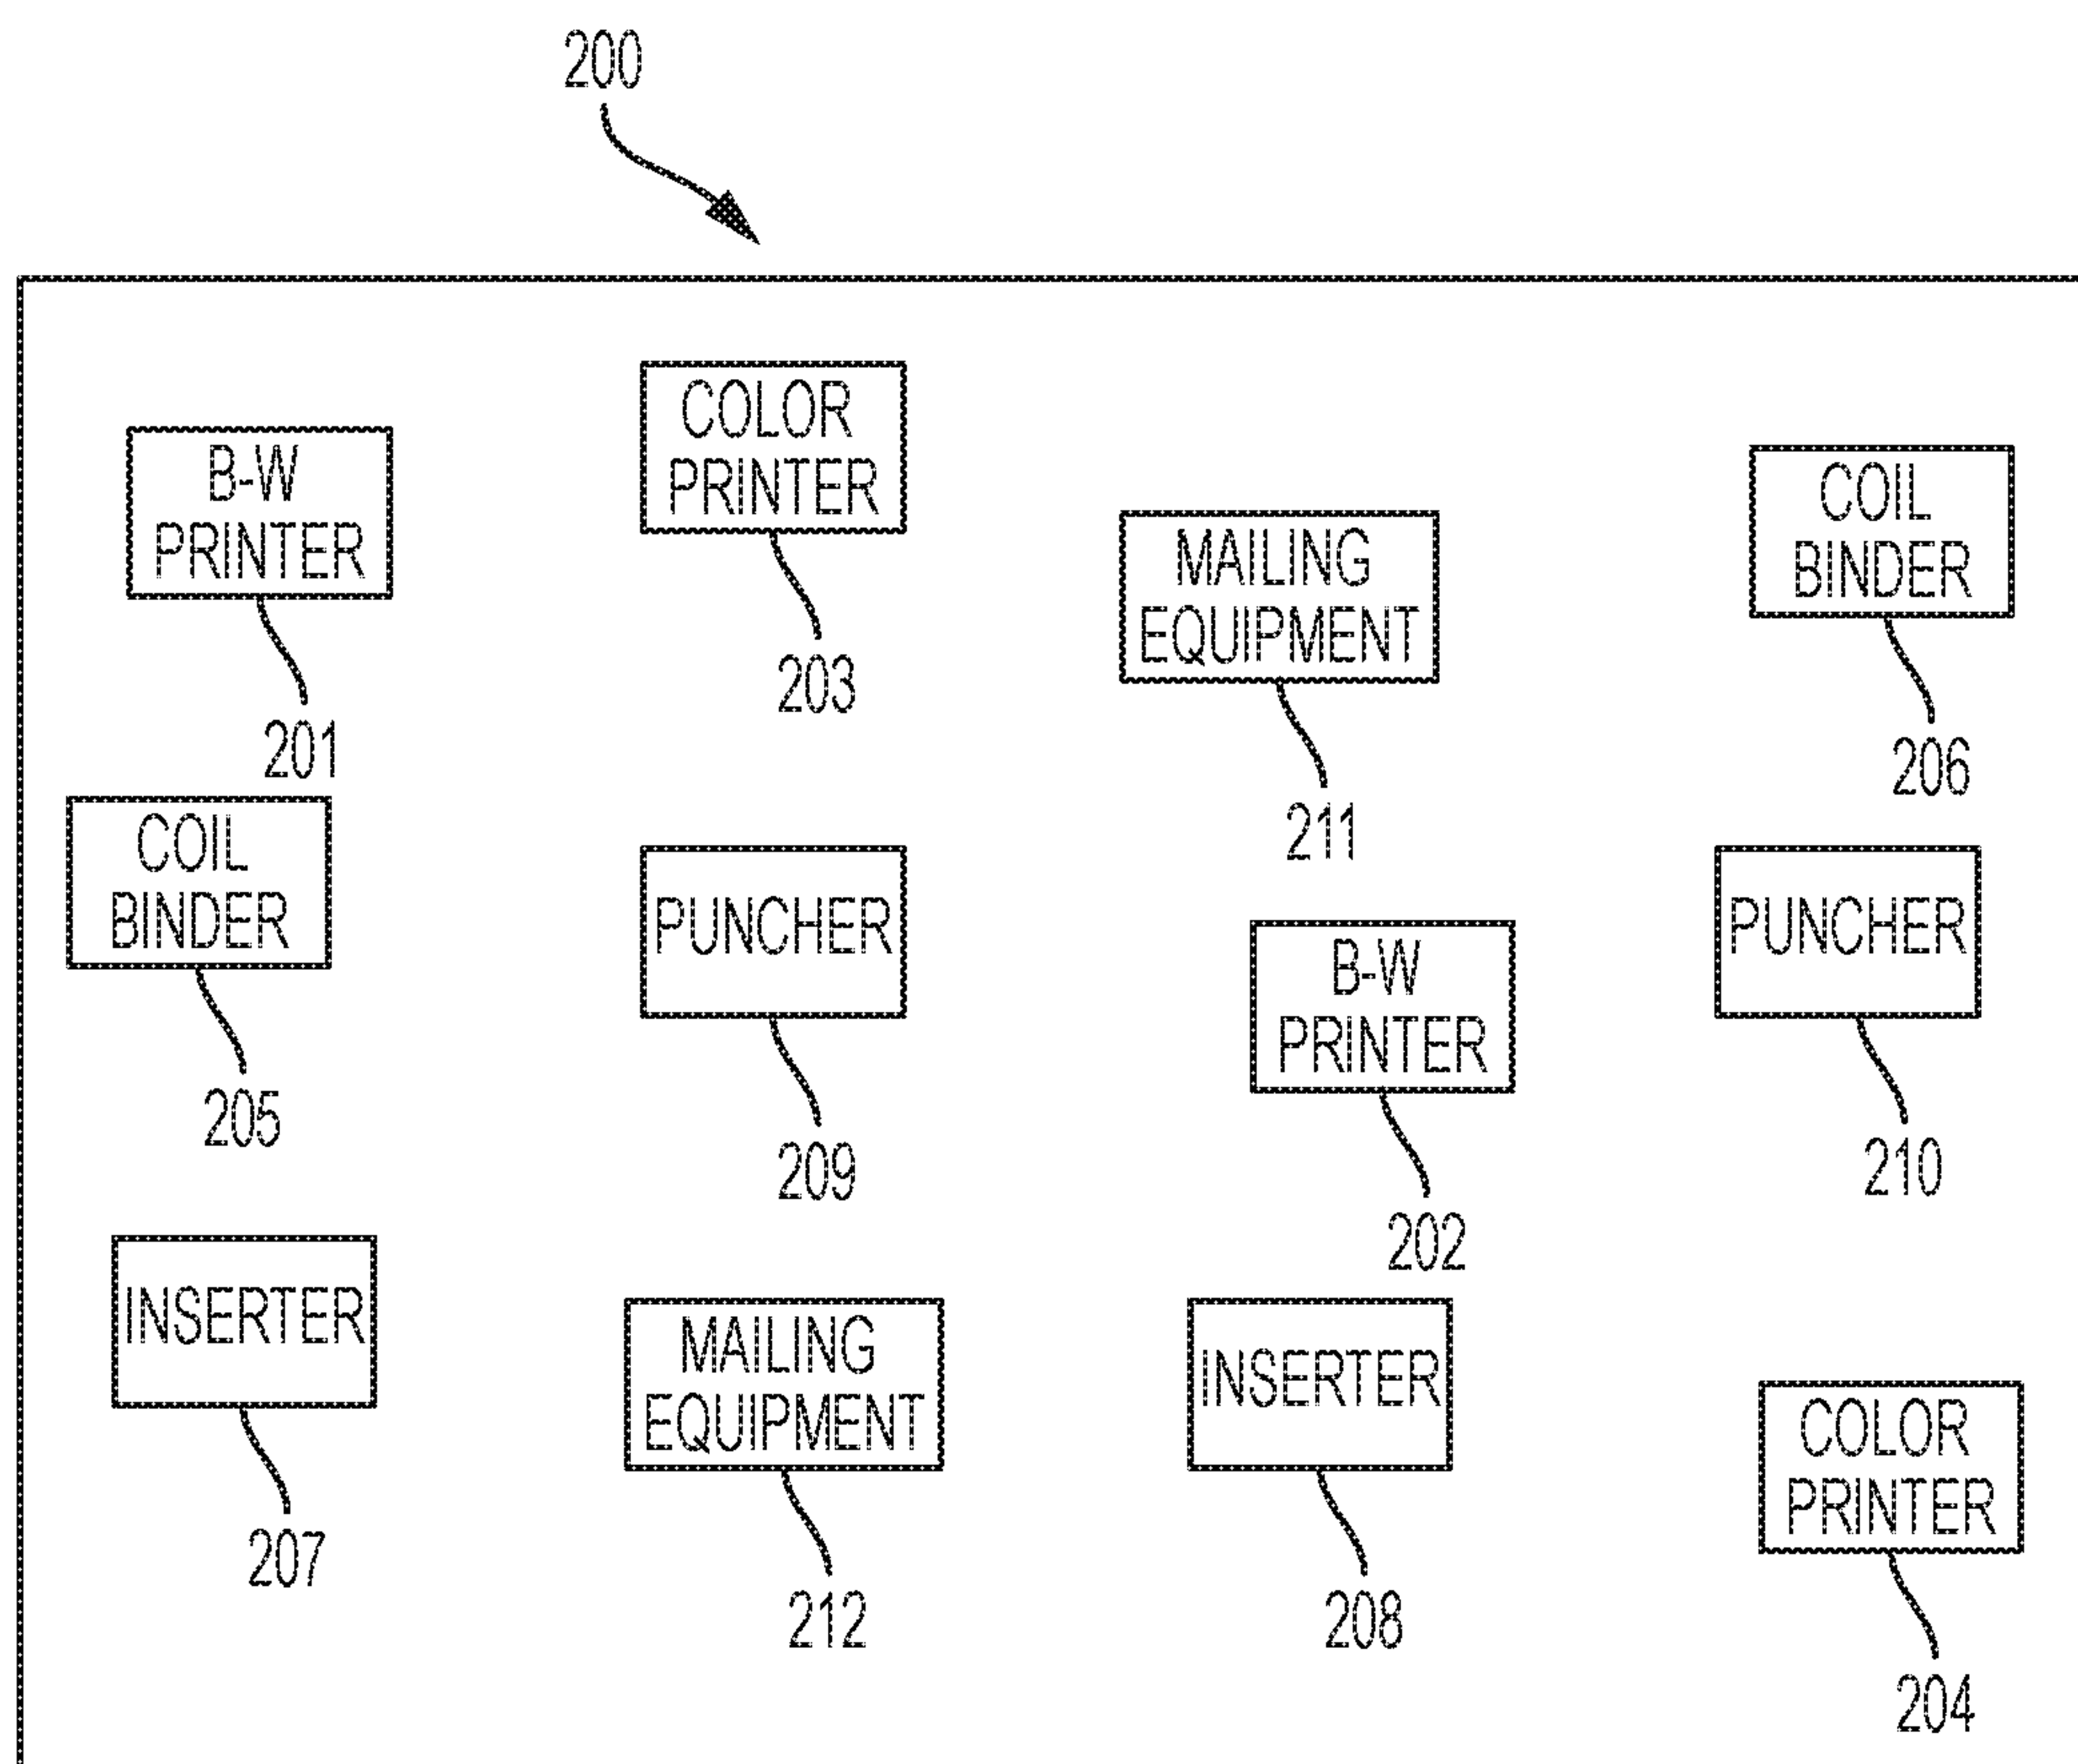 200
B-W
PRINTER
201
COLOR
PRINTER
203
MAILING
EQUIPMENT
211
COIL
BINDER
206
COIL
BINDER
205
PUNCHER
209
B-W
PRINTER
202
PUNCHER
210
INSERTER
207
MAILING
EQUIPMENT
212
INSERTER
208
COLOR
PRINTER
204